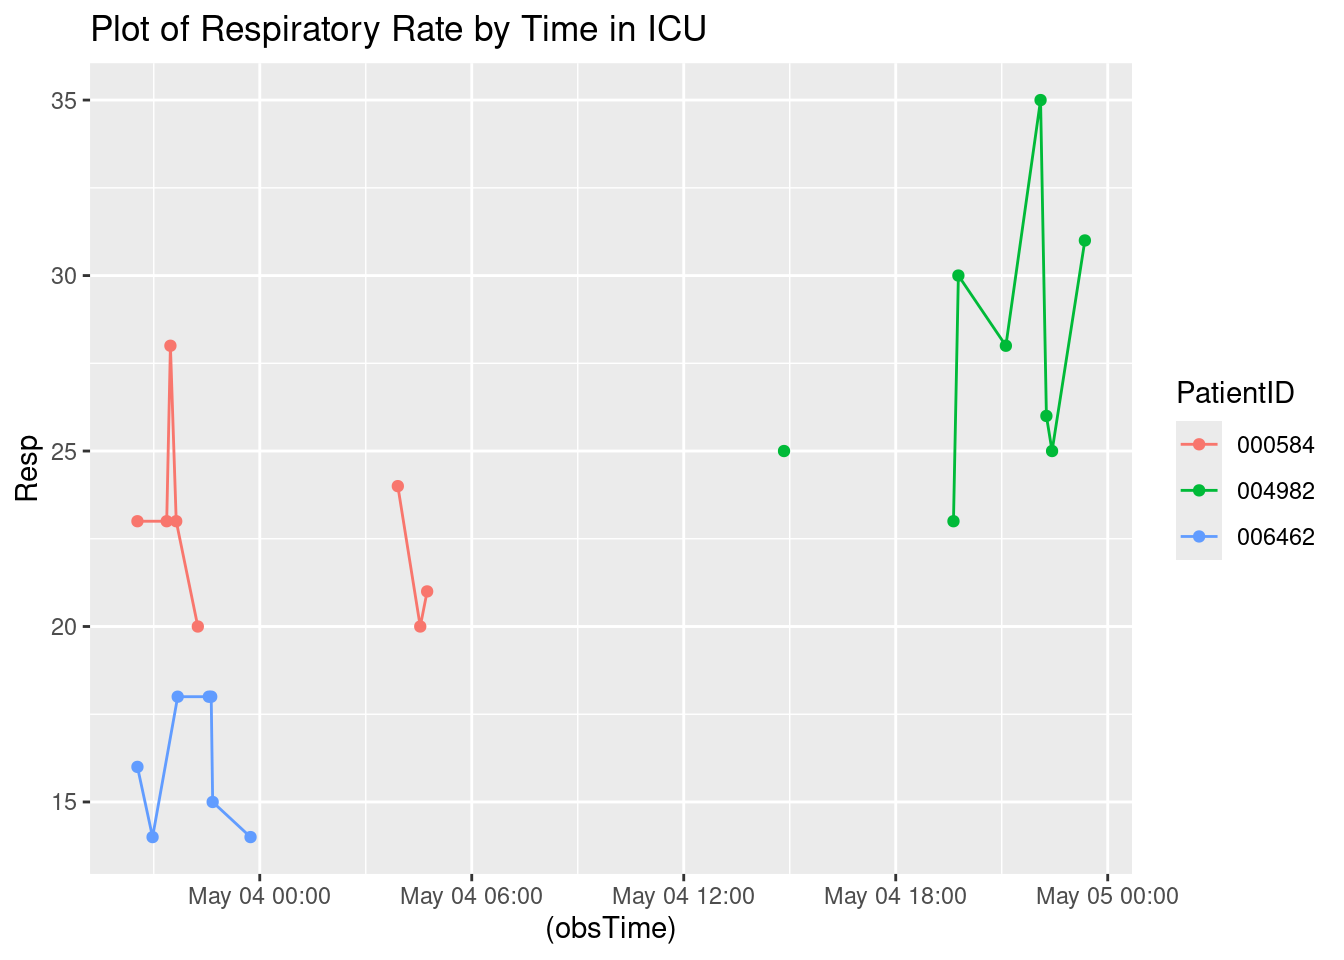 Plot of Respiratory Rate by Time in ICU
35
30
25
20
15
Resp
May 04 00:00
May 04 06:00
May 04 12:00
May 04 18:00
May 05 00:00
(obsTime)
PatientID
000584
004982
006462